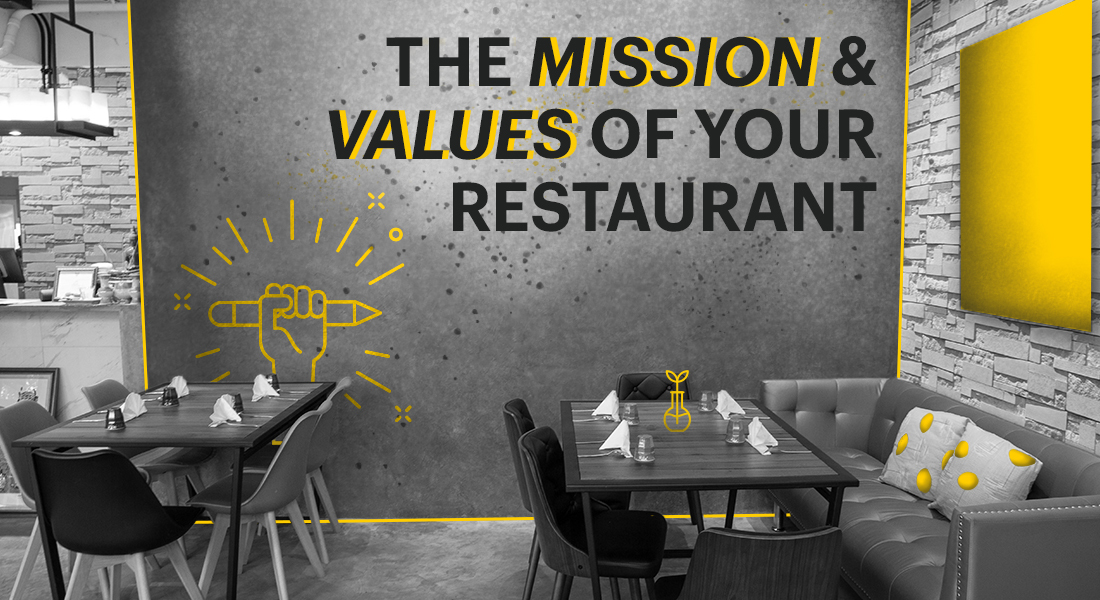 THE MISSION &
VALUES OF YOUR
RESTAURANT